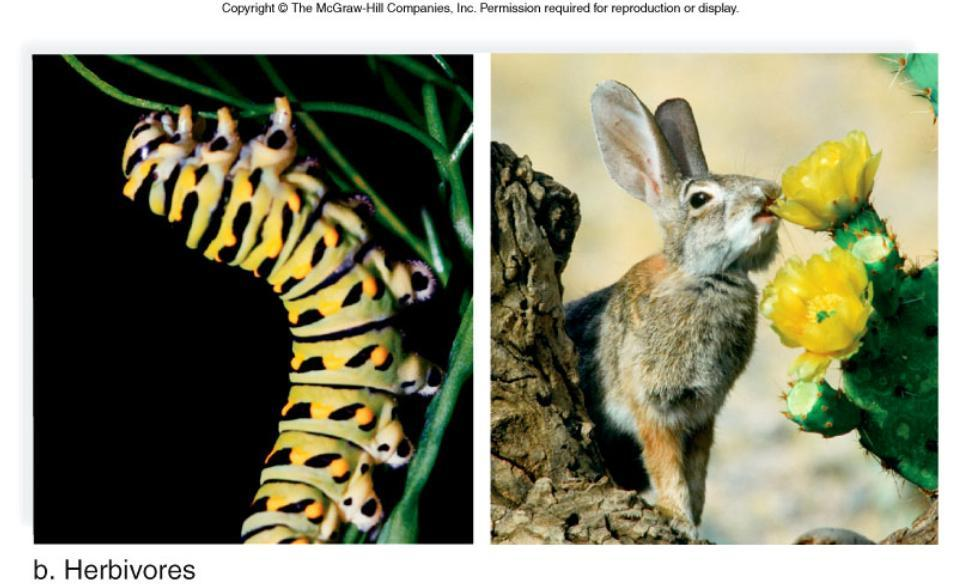 Copyright © The McGraw-Hill Companies, Inc. Permission required for reproduction or display.
b. Herbivores